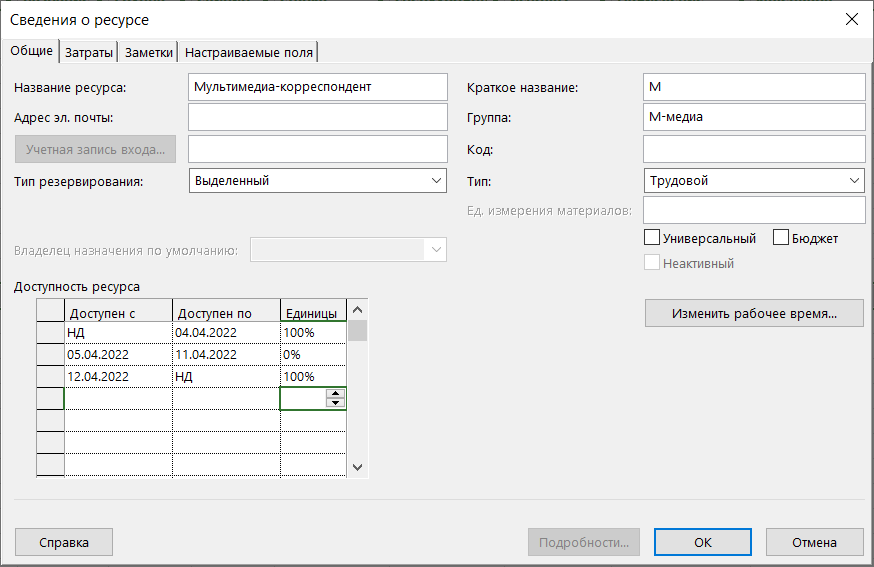 Сведения о ресурсе
Общие Затраты Заметки Настраиваемые поля
Название ресурса: Мультимедиа-корреспондент Краткое название: М
Адрес эл. почты: Группа: М-медиа
Учетная запись входа... Код:
Тип резервирования: Выделенный Тип: Трудовой
Ед. измерения материалов:
Универсальный Бюджет
Владелец назначения по умолчанию:
Неактивный
Доступность ресурса
Доступен с Доступен по Единицы Изменить рабочее время...
НД 04.04.2022 100%
05.04.2022 11.04.2022 0%
12.04.2022 НД 100%
Справка Подробности... ОК Отмена